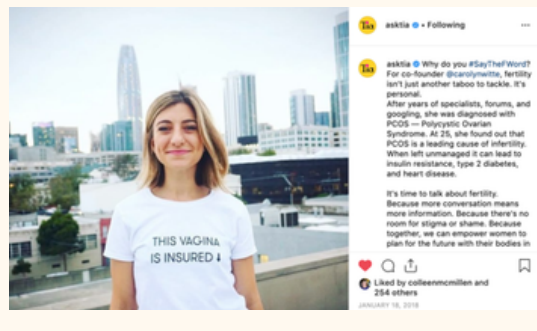 THIS VAGINA
IS INSURED ⬇
Tia
asktia • Following
Tia
asktia Why do you #SayTheFWord?
For co-founder @carolynwitte, fertility
isn't just another taboo to tackle. It's
personal.
After years of specialists, forums, and
googling, she was diagnosed with
PCOS — Polycystic Ovarian
Syndrome. At 25, she found out that
PCOS is a leading cause of infertility.
When left unmanaged it can lead to
insulin resistance, type 2 diabetes,
and heart disease.
It's time to talk about fertility.
Because more conversation means
more information. Because there's no
room for stigma or shame. Because
together, we can empower women to
plan for the future with their bodies in
Liked by colleenmcmillen and
254 others
JANUARY 18, 2018